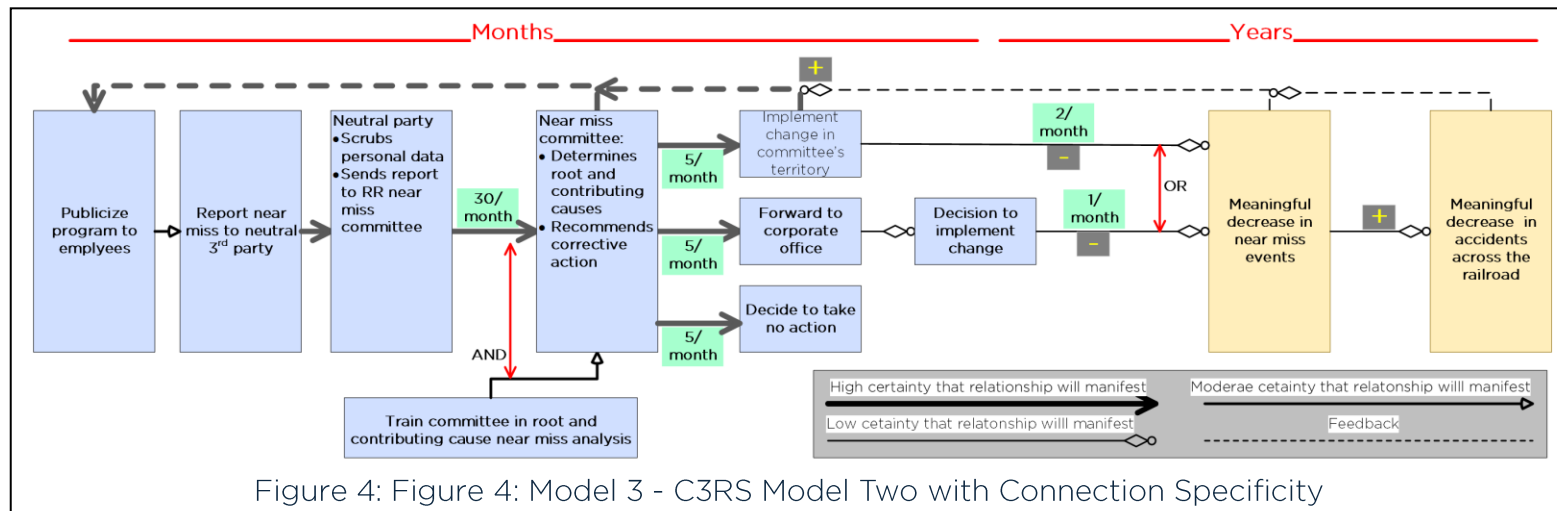 Months
Years
+
Publicize
program to
emplyees
Report near
miss to neutral
3rd party
Neutral party
•Scrubs
personal data
•Sends report
to RR near
miss
committee
30/
month
AND
Near miss
committee:
• Determines
root and
contributing
causes
• Recommends
corrective
action
Train committee in root and
contributing cause near miss analysis
5/
month
5/
month
5/
month
Implement
change in
committee's
territory
Forward to
corporate
office
Decide to take
no action
Decision to
implement
change
2/
month
–
1/
month
–
OR
Meaningful
decrease in
near miss
events
+
Meaningful
decrease in
accidents
across the
railroad
High certainty that relationship will manifest
Moderae cetainty that relatonship willl manifest
Low cetainty that relatonship willl manifest
Feedback
Figure 4: Figure 4: Model 3 - C3RS Model Two with Connection Specificity